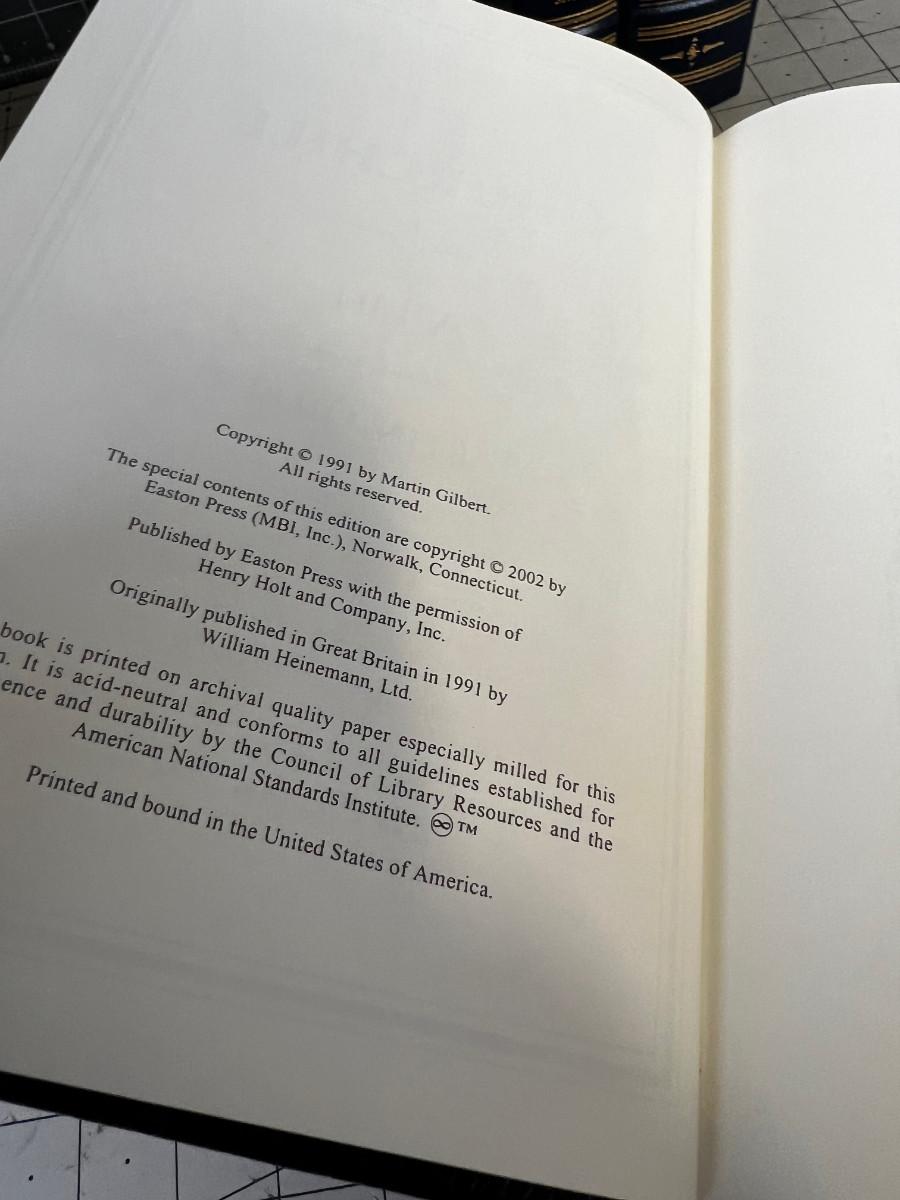 Copyright © 1991 by Martin Gilbert.
All rights reserved.
The special contents of this edition are copyright © 2002 by
Easton Press (MBI, Inc.), Norwalk, Connecticut.
Published by Easton Press with the permission of
Henry Holt and Company, Inc.
Originally published in Great Britain in 1991 by
William Heinemann, Ltd.
book is printed on archival quality paper especially milled for this
It is acid-neutral and conforms to all guidelines established for
ence and durability by the Council of Library Resources and the
American National Standards Institute. ♾ ™
Printed and bound in the United States of America.